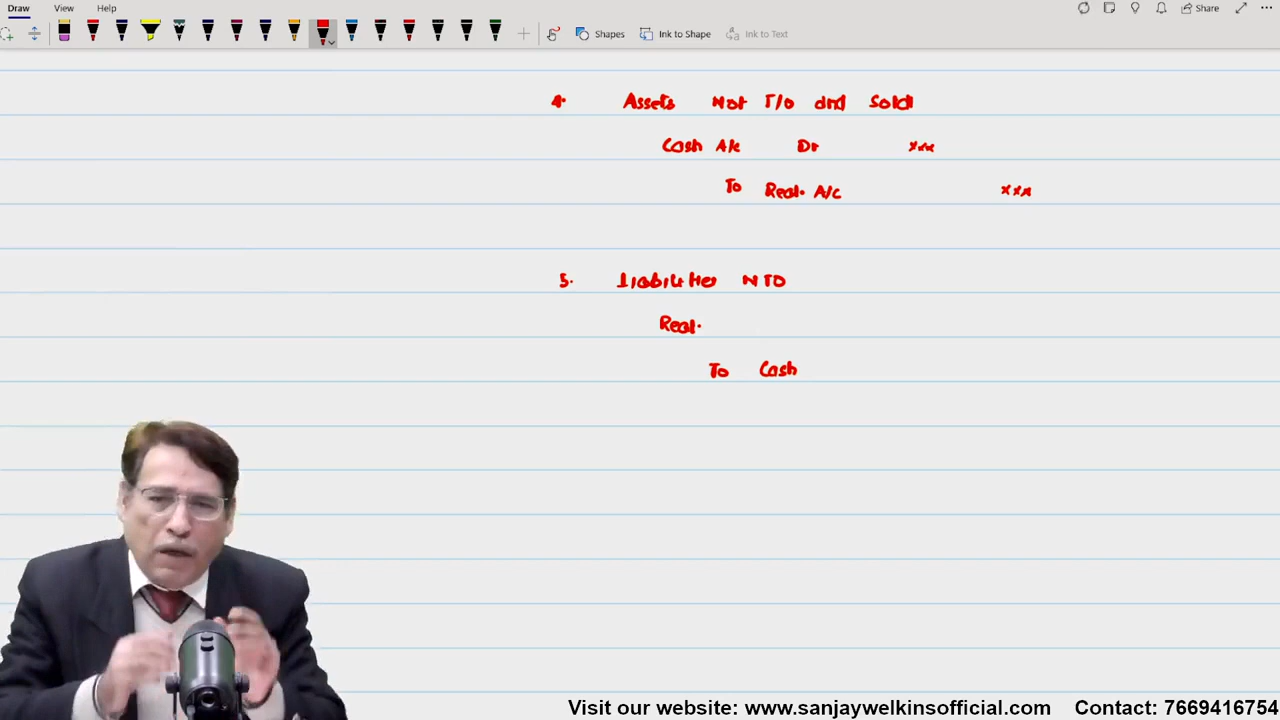 Draw View Help Share
Shapes Ink to Shape Ink to Text
4. Assets Not T/o and Sold
Cash A/c Dr xxx
To Real. A/c xxx
5. Liabilities NTO
Real.
To Cash
Visit our website: www.sanjaywelkinsofficial.com Contact: 7669416754